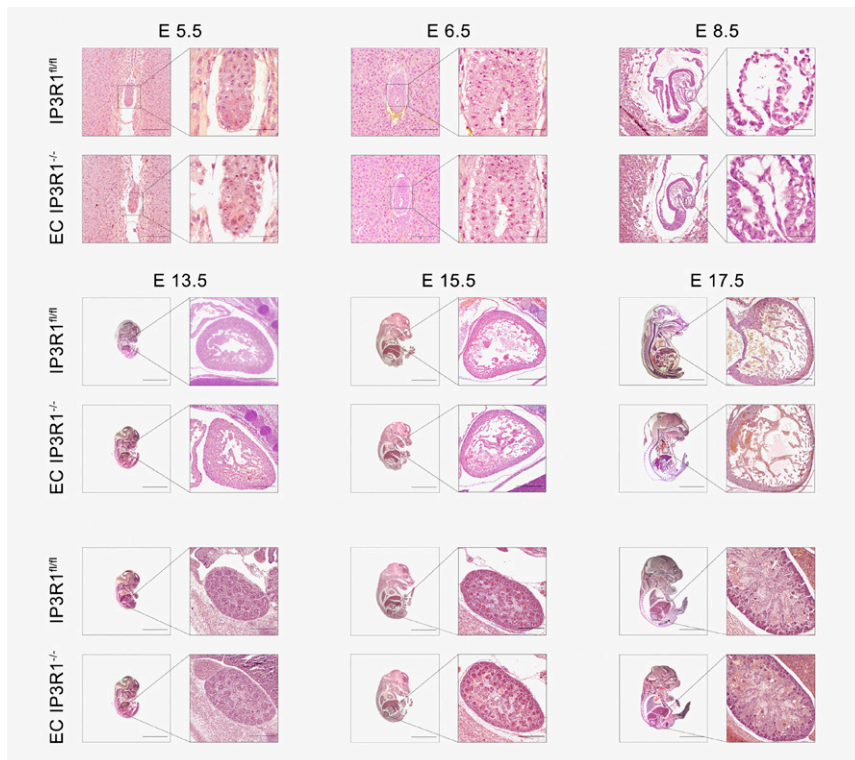 E 5.5 E 6.5 E 8.5
IP3R1fl/fl
EC IP3R1-/-
E 13.5 E 15.5 E 17.5
IP3R1fl/fl
EC IP3R1-/-
IP3R1fl/fl
EC IP3R1-/-